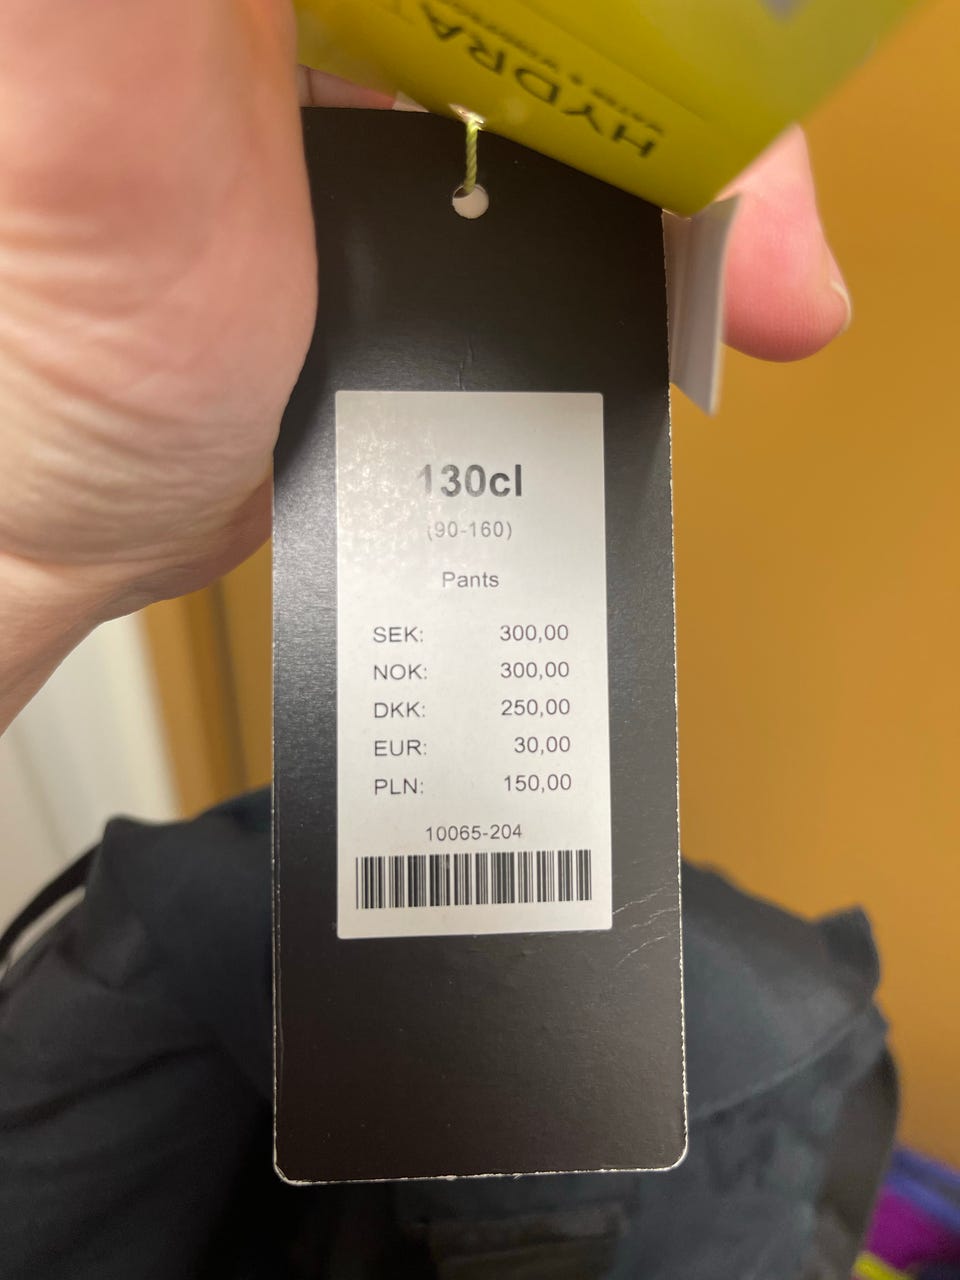 HYDRA
130cl
(90-160)
Pants
SEK: 300,00
NOK: 300,00
DKK: 250,00
EUR: 30,00
PLN: 150,00
10065-204